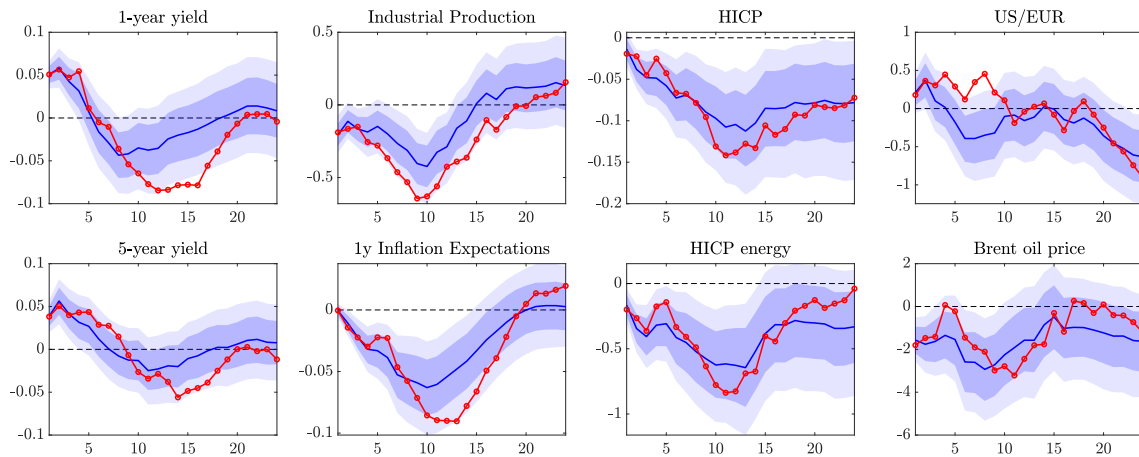 1-year yield
0.1
0.05
0
-0.05
-0.1
5 10 15 20
Industrial Production
0.5
0
-0.5
5 10 15 20
HICP
0
-0.05
-0.1
-0.15
-0.2
5 10 15 20
US/EUR
1
0.5
0
-0.5
-1
5 10 15 20
5-year yield
0.1
0.05
0
-0.05
-0.1
5 10 15 20
1y Inflation Expectations
0
-0.05
-0.1
5 10 15 20
HICP energy
0
-0.5
-1
5 10 15 20
Brent oil price
2
0
-2
-4
-6
5 10 15 20